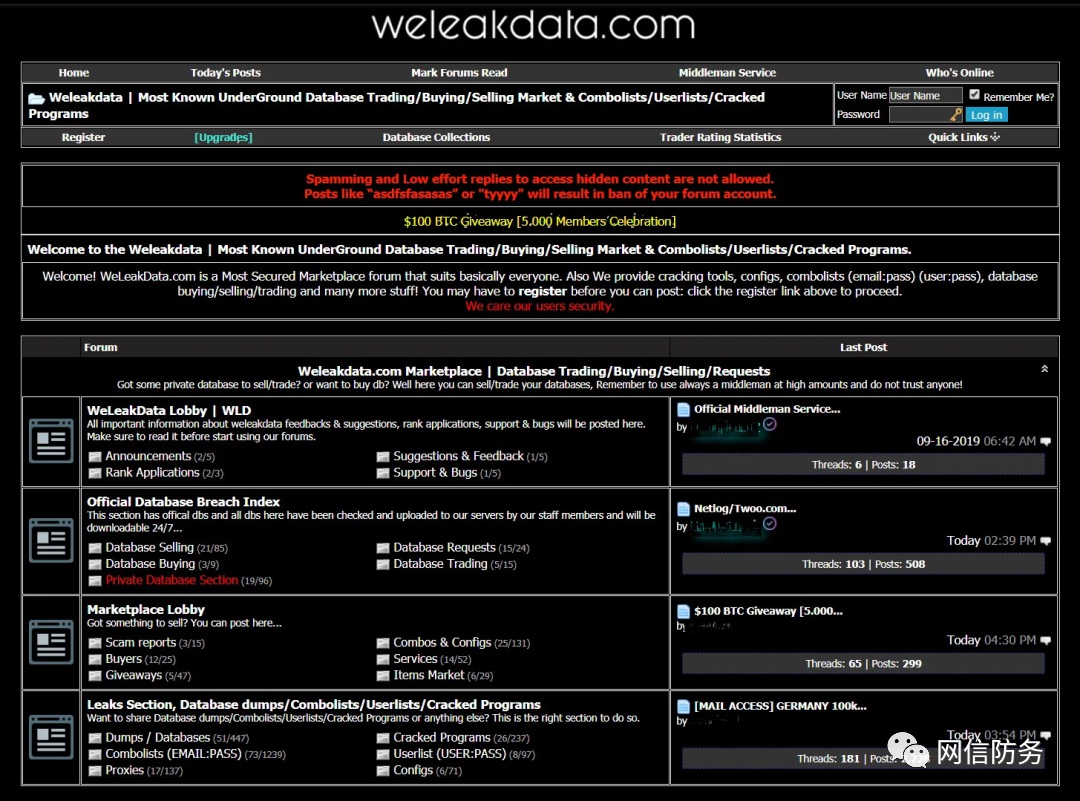 weleakdata.com
Home Today's Posts Mark Forums Read Middleman Service Who's Online
Weleakdata | Most Known UnderGround Database Trading/Buying/Selling Market & Combolists/Userlists/Cracked
Programs
User Name User Name Remember Me?
Password Log in
Register [Upgrades] Database Collections Trader Rating Statistics Quick Links
Spamming and Low effort replies to access hidden content are not allowed.
Posts like "asdfsfasasas" or "tyyyy" will result in ban of your forum account.
$100 BTC Giveaway [5.000 Members Celebration]
Welcome to the Weleakdata | Most Known UnderGround Database Trading/Buying/Selling Market & Combolists/Userlists/Cracked Programs.
Welcome! WeLeakData.com is a Most Secured Marketplace forum that suits basically everyone. Also We provide cracking tools, configs, combolists (email:pass) (user:pass), database
buying/selling/trading and many more stuff! You may have to register before you can post: click the register link above to proceed.
We care our users security.
Forum Last Post
Weleakdata.com Marketplace | Database Trading/Buying/Selling/Requests
Got some private database to sell/trade? or want to buy db? Well here you can sell/trade your databases, Remember to use always a middleman at high amounts and do not trust anyone!
WeLeakData Lobby | WLD
All important information about weleakdata feedbacks & suggestions, rank applications, support & bugs will be posted here.
Make sure to read it before start using our forums.
Announcements (2/5) Suggestions & Feedback (1/5)
Rank Applications (2/3) Support & Bugs (1/5)
Official Middleman Service...
by
09-16-2019 06:42 AM
Threads: 6 | Posts: 18
Official Database Breach Index
This section has offical dbs and all dbs here have been checked and uploaded to our servers by our staff members and will be
downloadable 24/7...
Database Selling (21/85) Database Requests (15/24)
Database Buying (3/9) Database Trading (5/15)
Private Database Section (19/96)
Netlog/Twoo.com...
by
Today 02:39 PM
Threads: 103 | Posts: 508
Marketplace Lobby
Got something to sell? You can post here...
Scam reports (3/15) Combos & Configs (25/131)
Buyers (12/25) Services (14/52)
Giveaways (5/47) Items Market (6/29)
$100 BTC Giveaway [5.000...
by
Today 04:30 PM
Threads: 65 | Posts: 299
Leaks Section, Database dumps/Combolists/Userlists/Cracked Programs
Want to share Database dumps/Combolists/Userlists/Cracked Programs or anything else? This is the right section to do so.
Dumps / Databases (51/447) Cracked Programs (26/237)
Combolists (EMAIL:PASS) (73/1239) Userlist (USER:PASS) (8/97)
Proxies (17/137) Configs (6/71)
[MAIL ACCESS] GERMANY 100k...
by
Today 03:54 PM
Threads: 181 | Posts:
网信防务